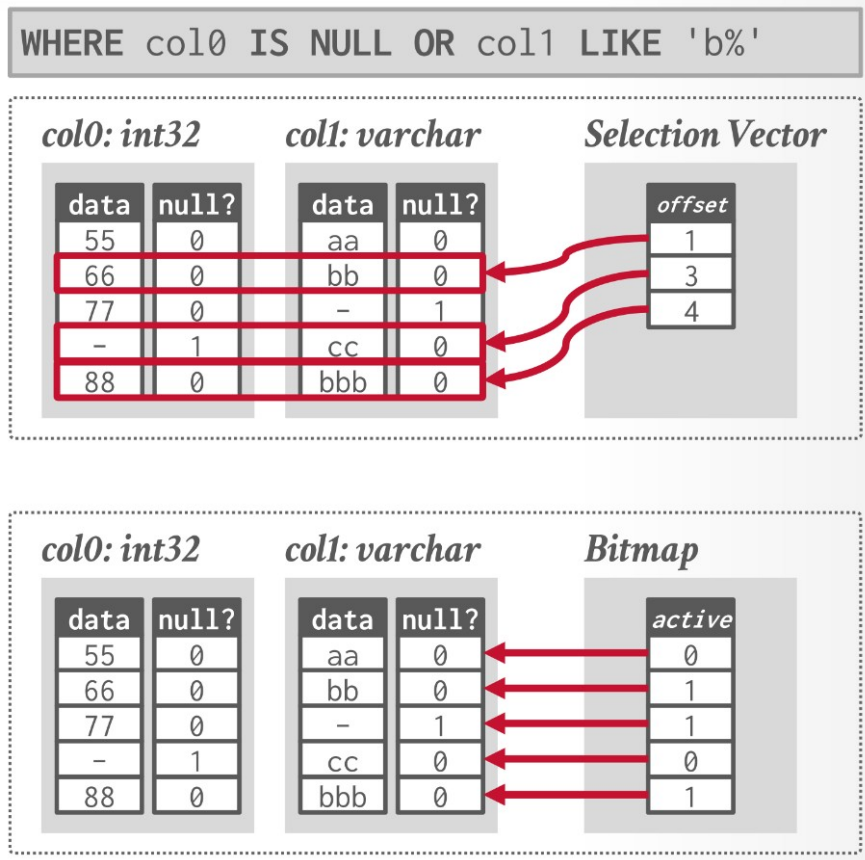 WHERE col0 IS NULL OR col1 LIKE 'b%'
col0: int32 col1: varchar Selection Vector
data null? data null? offset
55 0 aa 0 1
66 0 bb 0 3
77 0 - 1 4
- 1 cc 0
88 0 bbb 0
col0: int32 col1: varchar Bitmap
data null? data null? active
55 0 aa 0 0
66 0 bb 0 1
77 0 - 1 1
- 1 cc 0 0
88 0 bbb 0 1